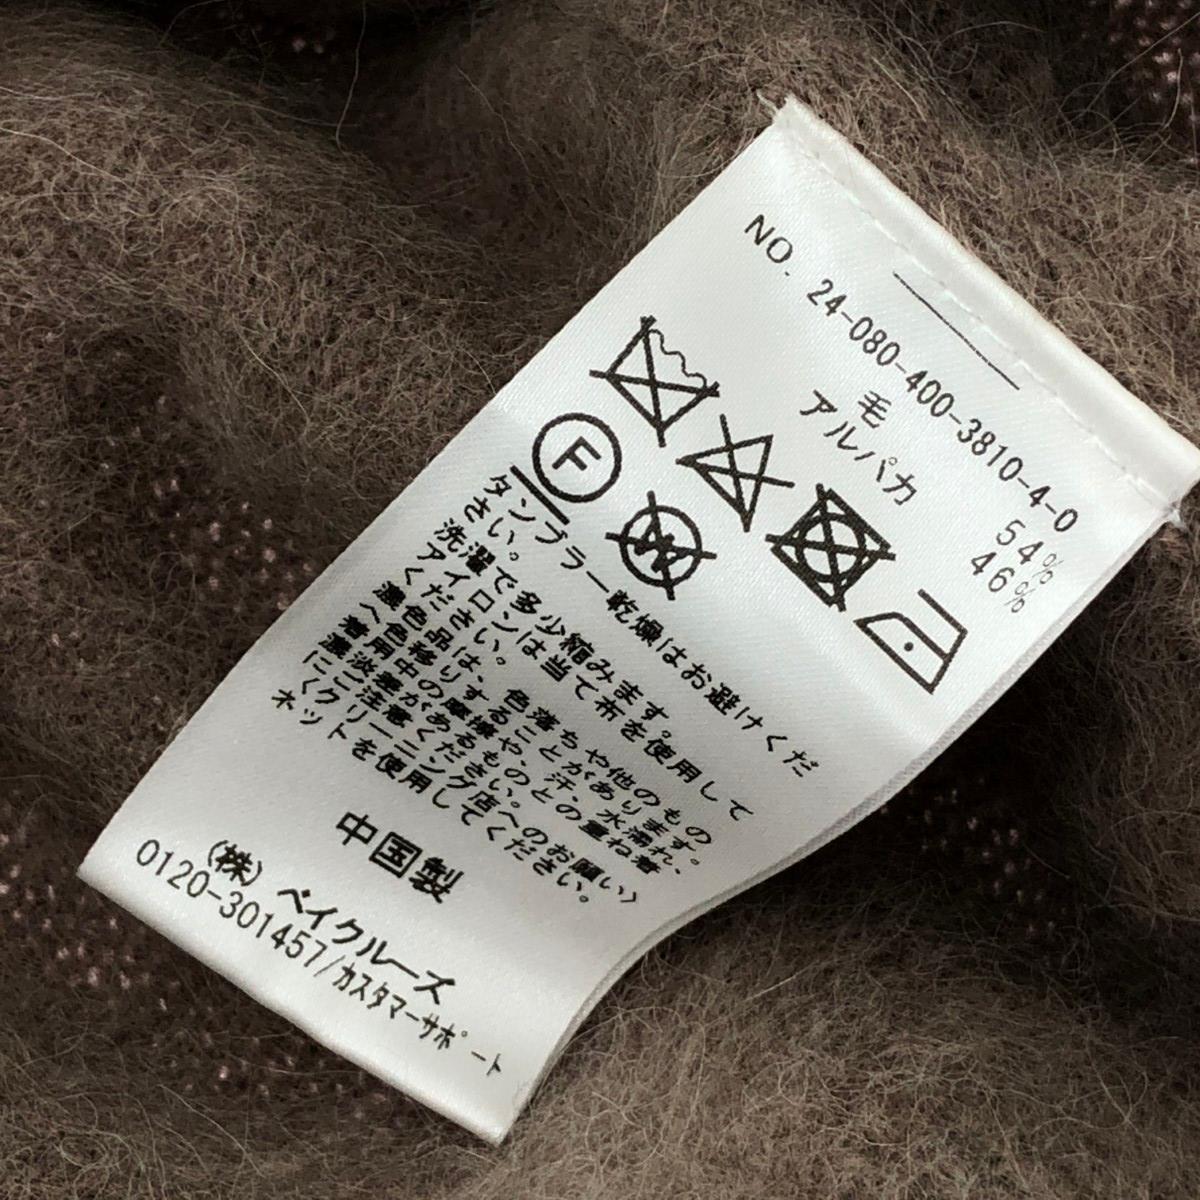 NO. 24-080-400-3810-4-0
毛 54%
アルパカ 46%
F
W
タンブラー乾燥はお避けくだ
さい。
洗濯で多少縮みます。
アイロンは当て布を使用して
ください。
濃色品は、色落ちや他のもの
へ色移りすることがあります。
着用中の摩擦や、汗、水濡れ、
濃淡差があるものとの重ね着
にご注意ください。
くクリーニング店へのお願い〉
ネットを使用してください。
中国製
(株) ベイクルーズ
0120-301457/カスタマーサポート